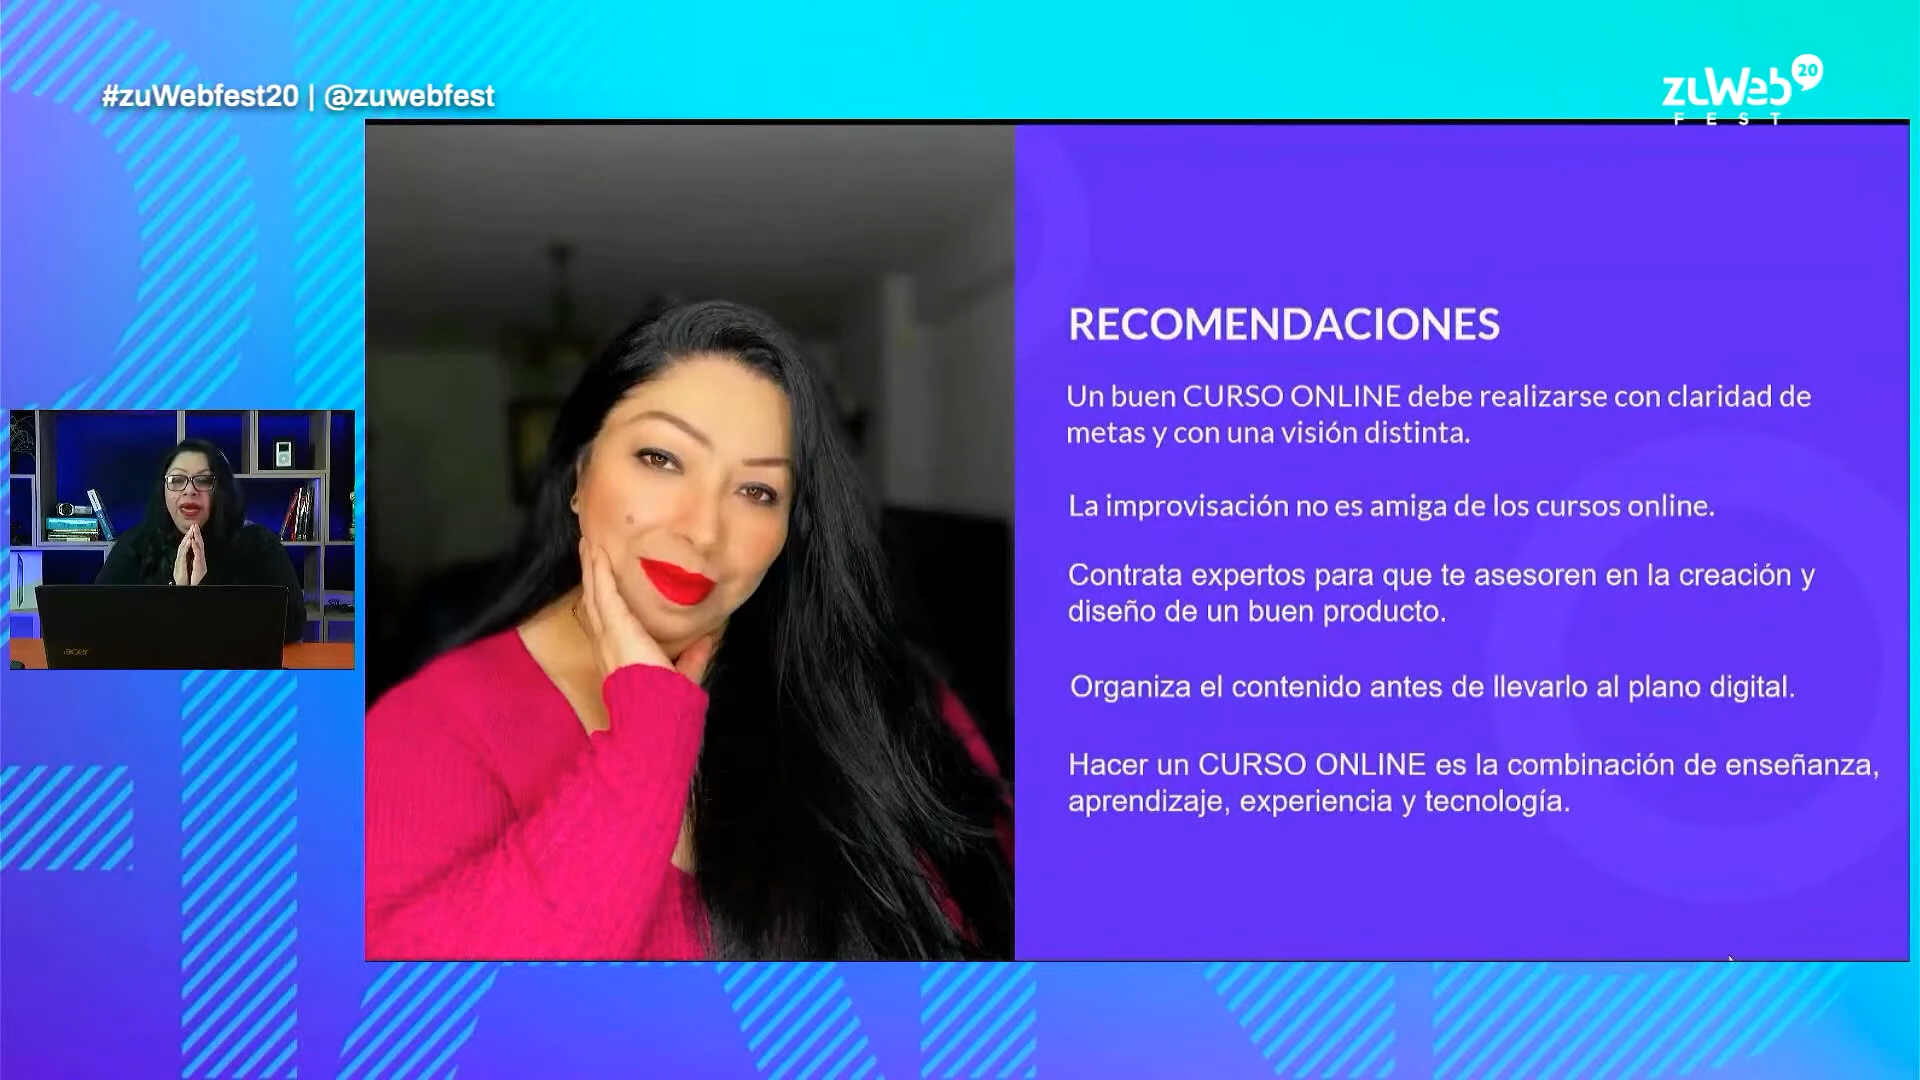 #zuWebfest20 | @zuwebfest
zuWeb 20
FEST
RECOMENDACIONES
Un buen CURSO ONLINE debe realizarse con claridad de
metas y con una visión distinta.
La improvisación no es amiga de los cursos online.
Contrata expertos para que te asesoren en la creación y
diseño de un buen producto.
Organiza el contenido antes de llevarlo al plano digital.
Hacer un CURSO ONLINE es la combinación de enseñanza,
aprendizaje, experiencia y tecnología.
acer